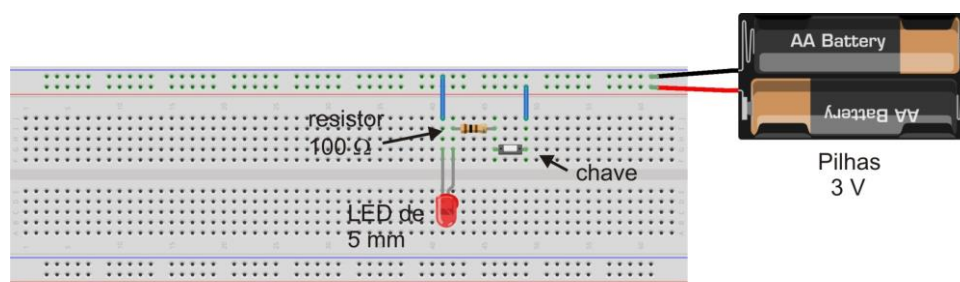 AA Battery
AA Battery
resistor
100 Ω
chave
Pilhas
3 V
LED de
5 mm